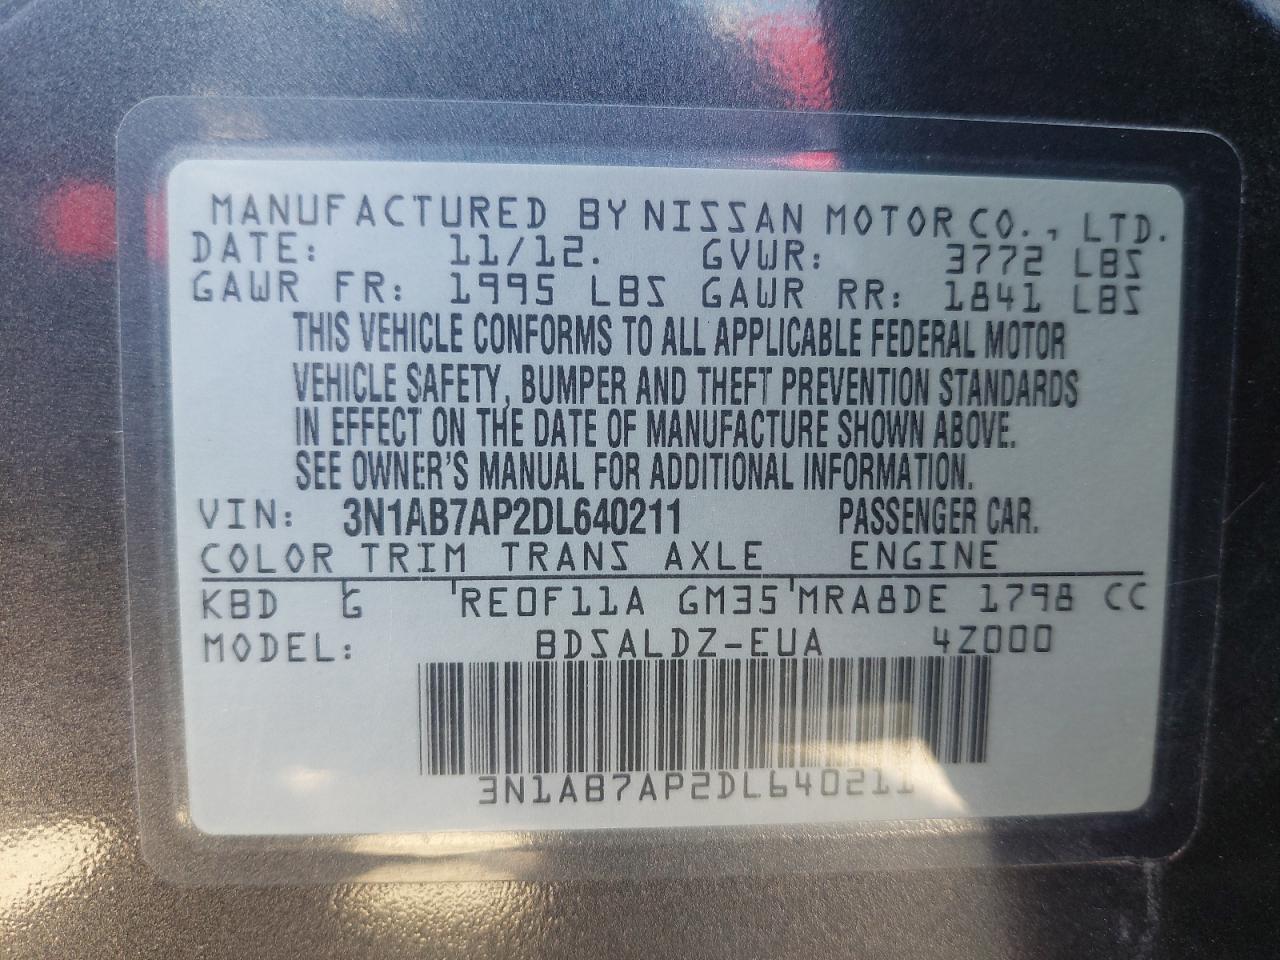 MANUFACTURED BY NISSAN MOTOR CO., LTD.
DATE: 11/12. GVWR: 3772 LBS
GAWR FR: 1995 LBS GAWR RR: 1841 LBS
THIS VEHICLE CONFORMS TO ALL APPLICABLE FEDERAL MOTOR
VEHICLE SAFETY, BUMPER AND THEFT PREVENTION STANDARDS
IN EFFECT ON THE DATE OF MANUFACTURE SHOWN ABOVE.
SEE OWNER'S MANUAL FOR ADDITIONAL INFORMATION.
VIN: 3N1AB7AP2DL640211 PASSENGER CAR.
COLOR TRIM TRANS AXLE ENGINE
KBD G RE0F11A GM35 MRA8DE 1798 CC
MODEL: BDSALDZ-EUA 4Z000
3N1AB7AP2DL640211